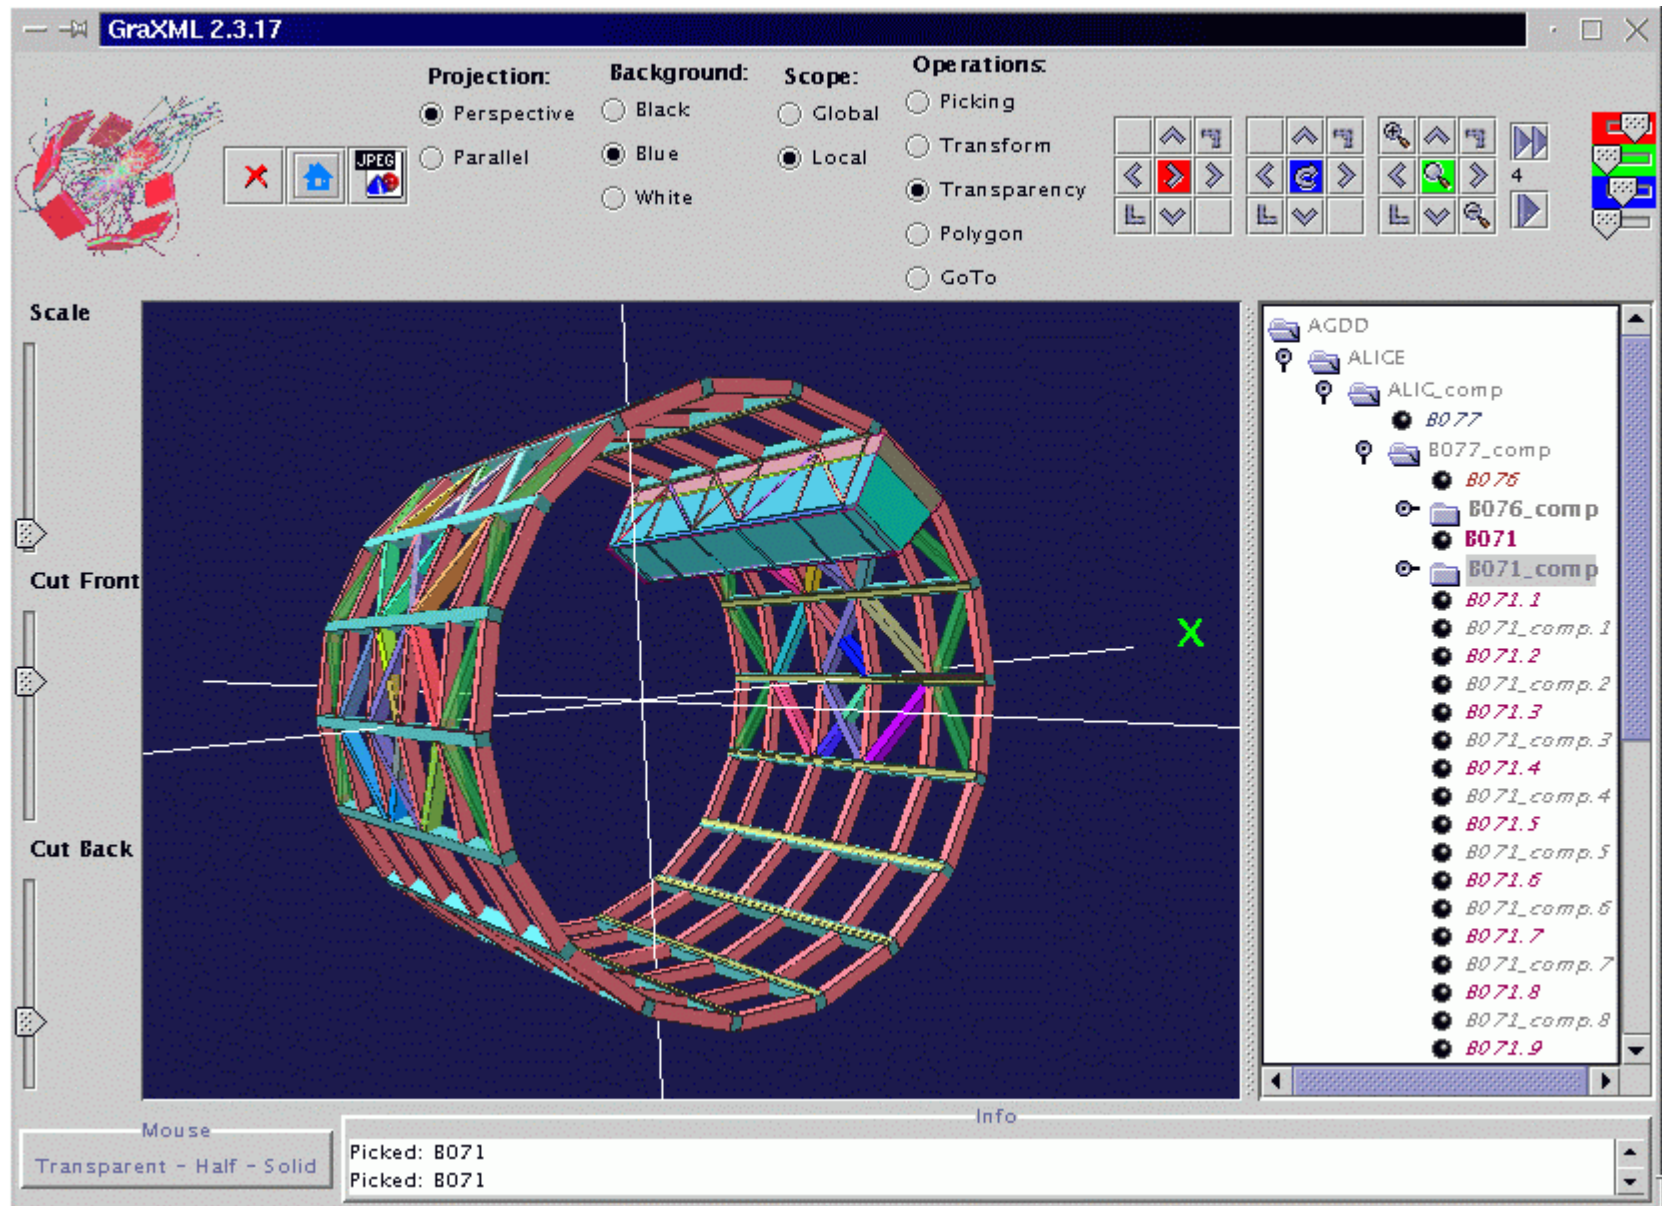 GraXML 2.3.17
Projection:
Perspective
Parallel
Background:
Black
Blue
White
Scope:
Global
Local
Operations:
Picking
Transform
Transparency
Polygon
GoTo
JPEG
4
Scale
Cut Front
Cut Back
X
AGDD
ALICE
ALIC_comp
B077
B077_comp
B076
B076_comp
B071
B071_comp
B071.1
B071_comp.1
B071.2
B071_comp.2
B071.3
B071_comp.3
B071.4
B071_comp.4
B071.5
B071_comp.5
B071.6
B071_comp.6
B071.7
B071_comp.7
B071.8
B071_comp.8
B071.9
Mouse
Transparent - Half - Solid
Info
Picked: B071
Picked: B071